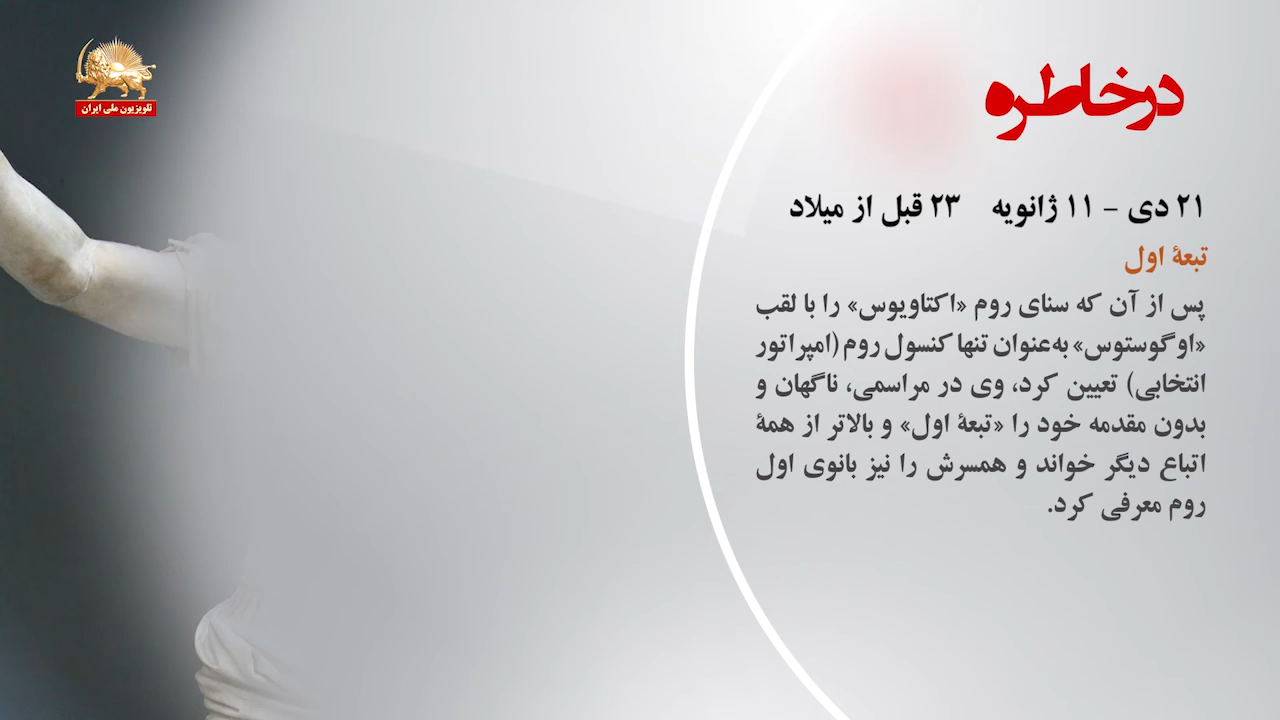 درخاطره
تلویزیون ملی ایران
۲۱ دی - ۱۱ ژانویه ۲۳ قبل از میلاد
تبعهٔ اول
پس از آن که سنای روم «اکتاویوس» را با لقب
«اوگوستوس» به‌عنوان تنها کنسول روم (امپراتور
انتخابی) تعیین کرد، وی در مراسمی، ناگهان و
بدون مقدمه خود را «تبعهٔ اول» و بالاتر از همهٔ
اتباع دیگر خواند و همسرش را نیز بانوی اول
روم معرفی کرد.